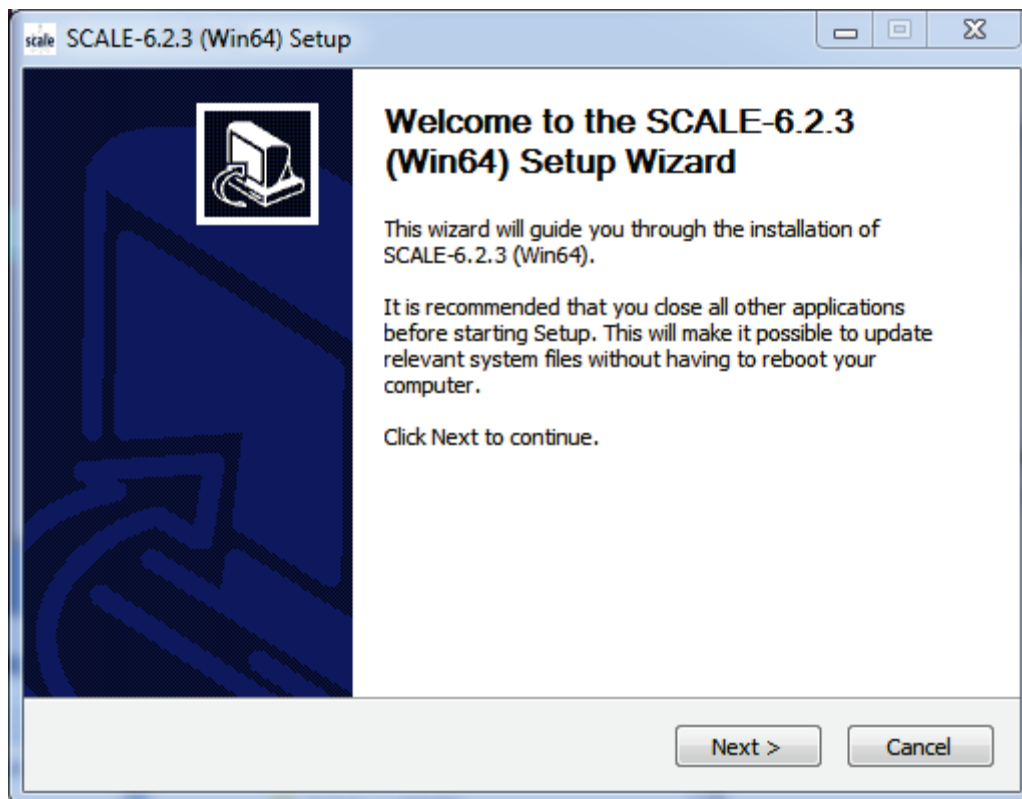 scale SCALE-6.2.3 (Win64) Setup
Welcome to the SCALE-6.2.3
(Win64) Setup Wizard
This wizard will guide you through the installation of
SCALE-6.2.3 (Win64).
It is recommended that you close all other applications
before starting Setup. This will make it possible to update
relevant system files without having to reboot your
computer.
Click Next to continue.
Next > Cancel